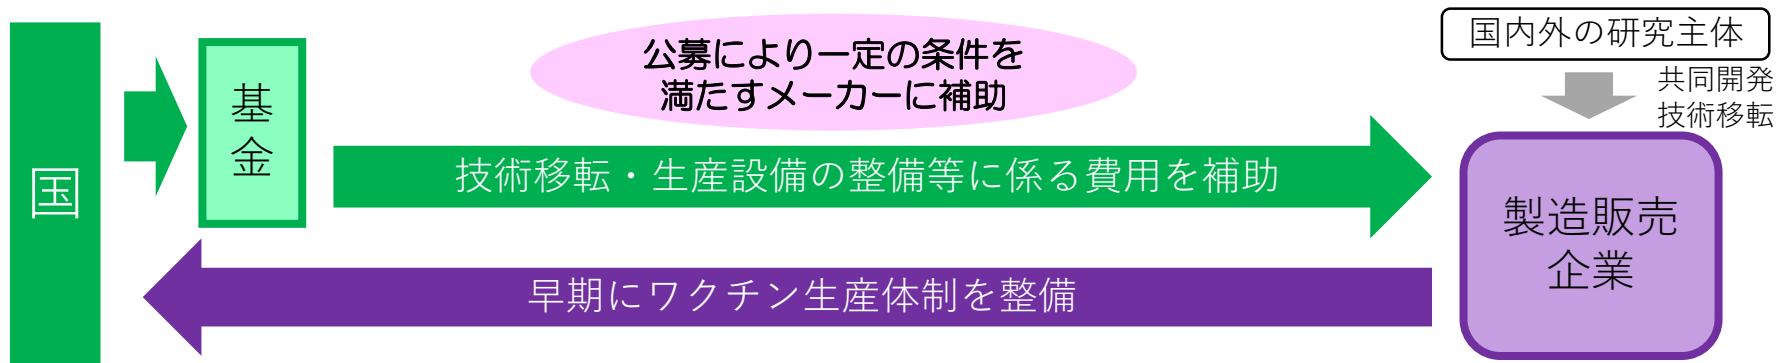 国
基
金
公募により一定の条件を
満たすメーカーに補助
技術移転・生産設備の整備等に係る費用を補助
早期にワクチン生産体制を整備
国内外の研究主体
共同開発
技術移転
製造販売
企業